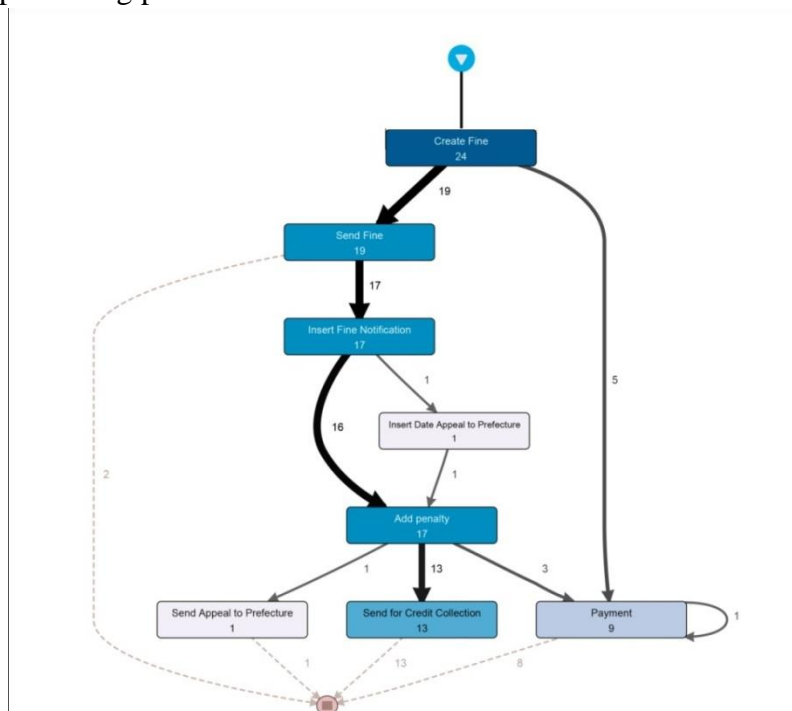 Create Fine
24
19
Send Fine
19
17
Insert Fine Notification
17
1
5
16
Insert Date Appeal to Prefecture
1
2
1
Add penalty
17
1
13
3
Send Appeal to Prefecture
1
Send for Credit Collection
13
Payment
9
1
1
13
8